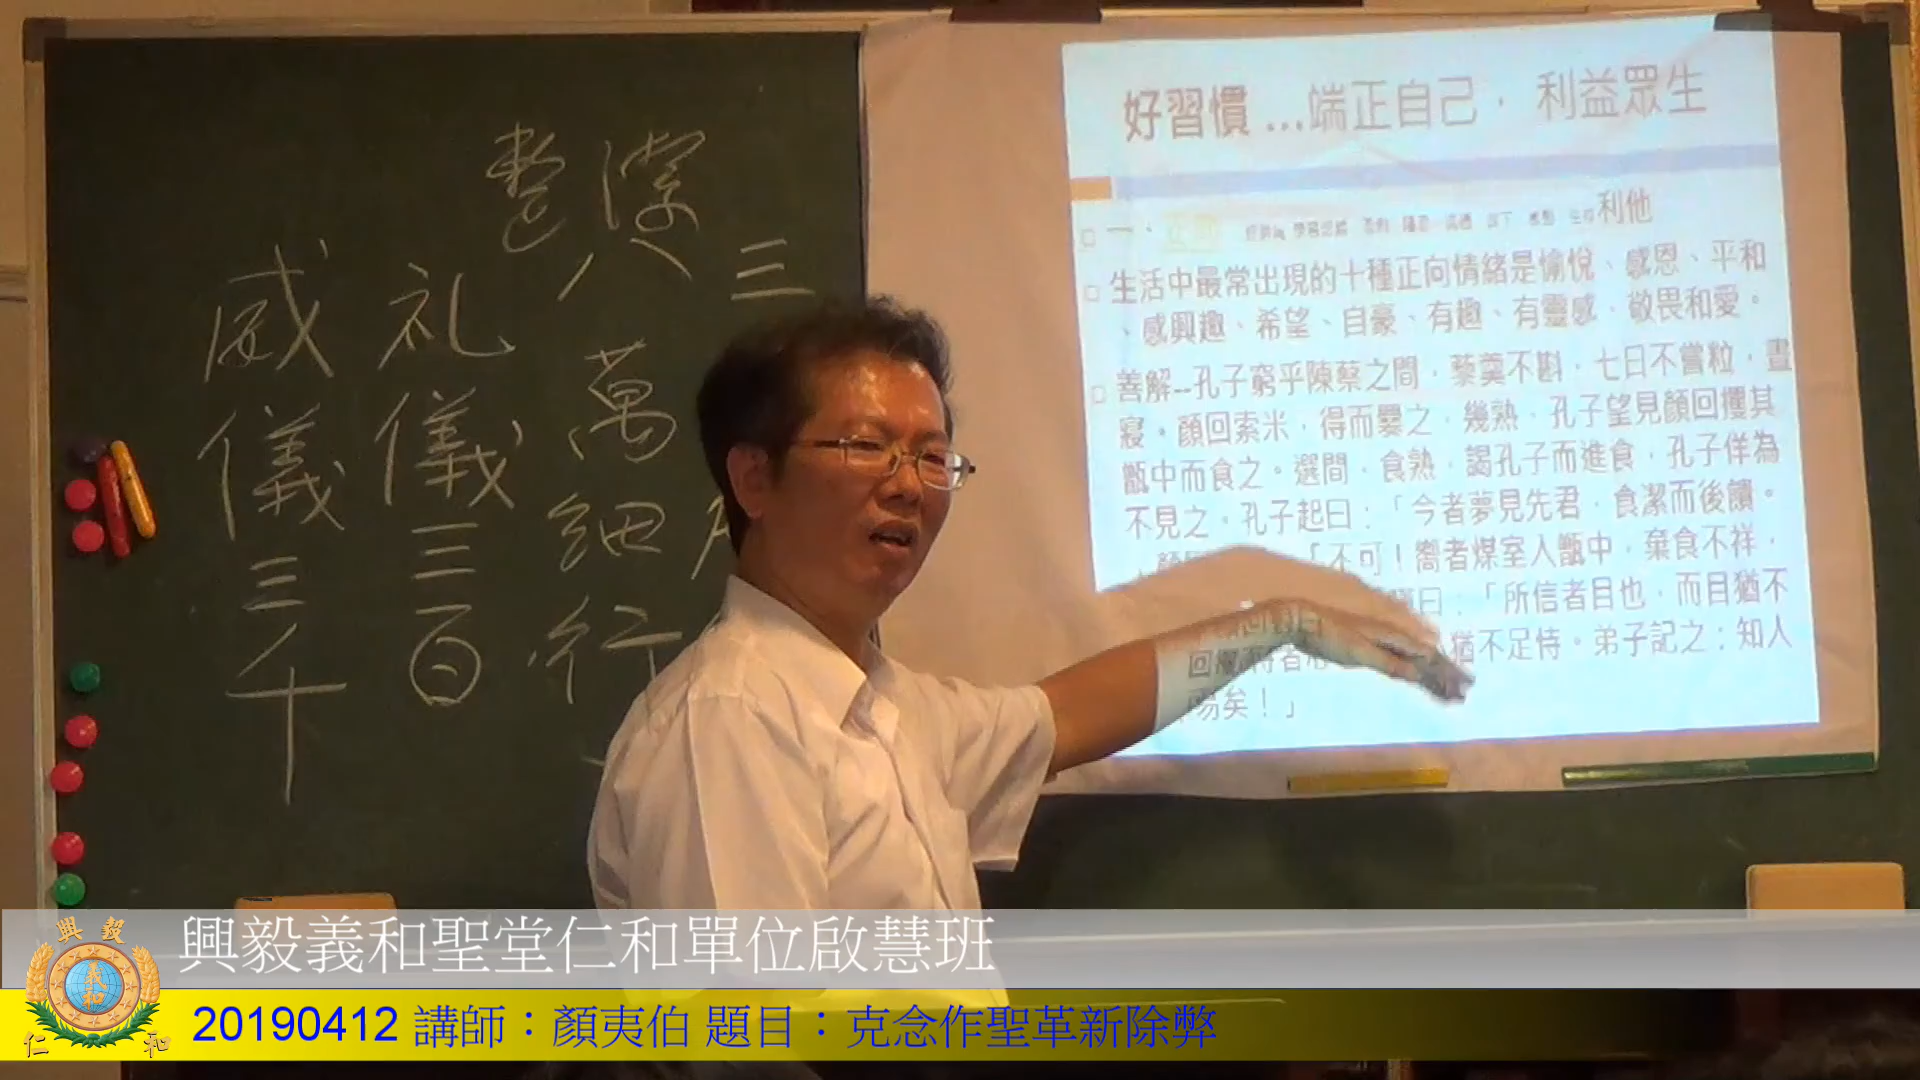 整潔
三
八萬細行
礼儀三百
威儀三千
好習慣 ...端正自己，利益眾生
一、 利他
生活中最常出現的十種正向情緒是愉悅、感恩、平和
、感興趣、希望、自豪、有趣、有靈感、敬畏和愛。
善解--孔子窮乎陳蔡之間，藜羹不斟，七日不嘗粒，晝
寢。顏回索米，得而爨之，幾熟，孔子望見顏回攫其
甑中而食之。選間，食熟，謁孔子而進食，孔子佯為
不見之。孔子起曰：「今者夢見先君，食潔而後饋。
「不可！嚮者煤室入甑中，棄食不祥，
曰：「所信者目也，而目猶不
猶不足恃。弟子記之：知人
易矣！」
興毅義和聖堂仁和單位啟慧班
興毅
義和
仁和
20190412 講師：顏夷伯 題目：克念作聖革新除弊